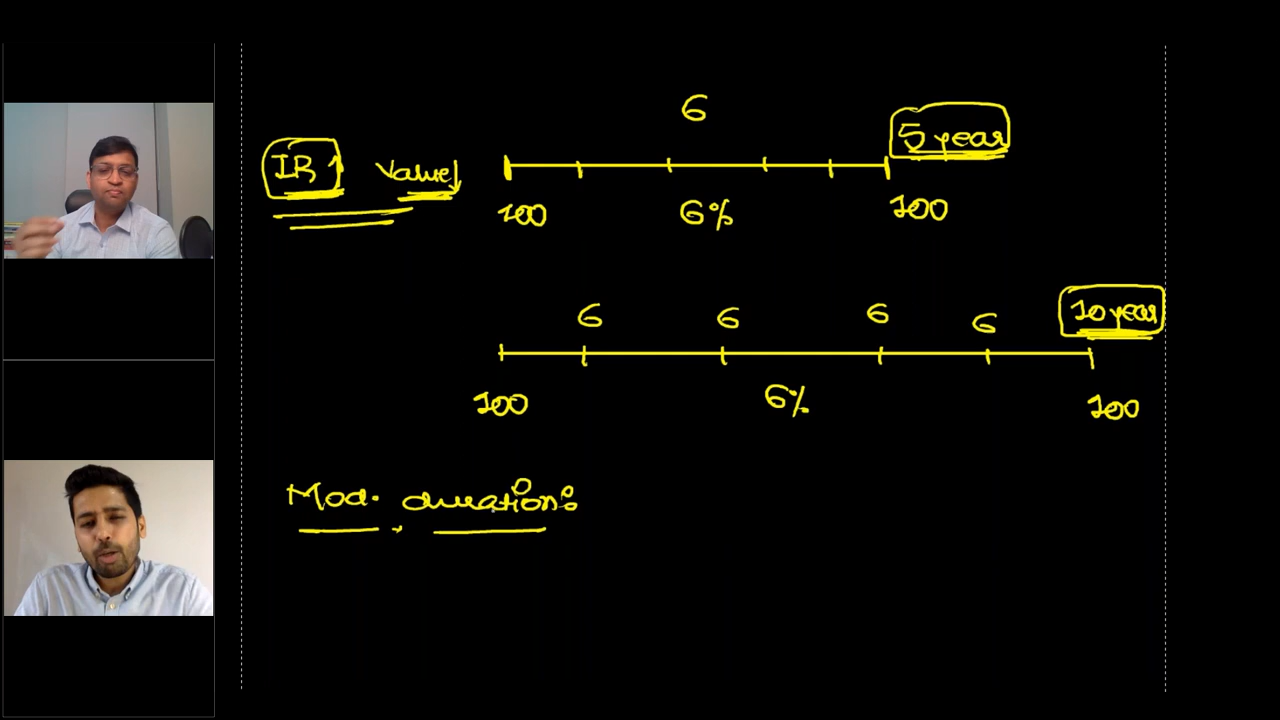 6
5 year
IR↑ Value↓
100 6% 100
6 6 6 6
10 year
100 6% 100
Mod. duration: